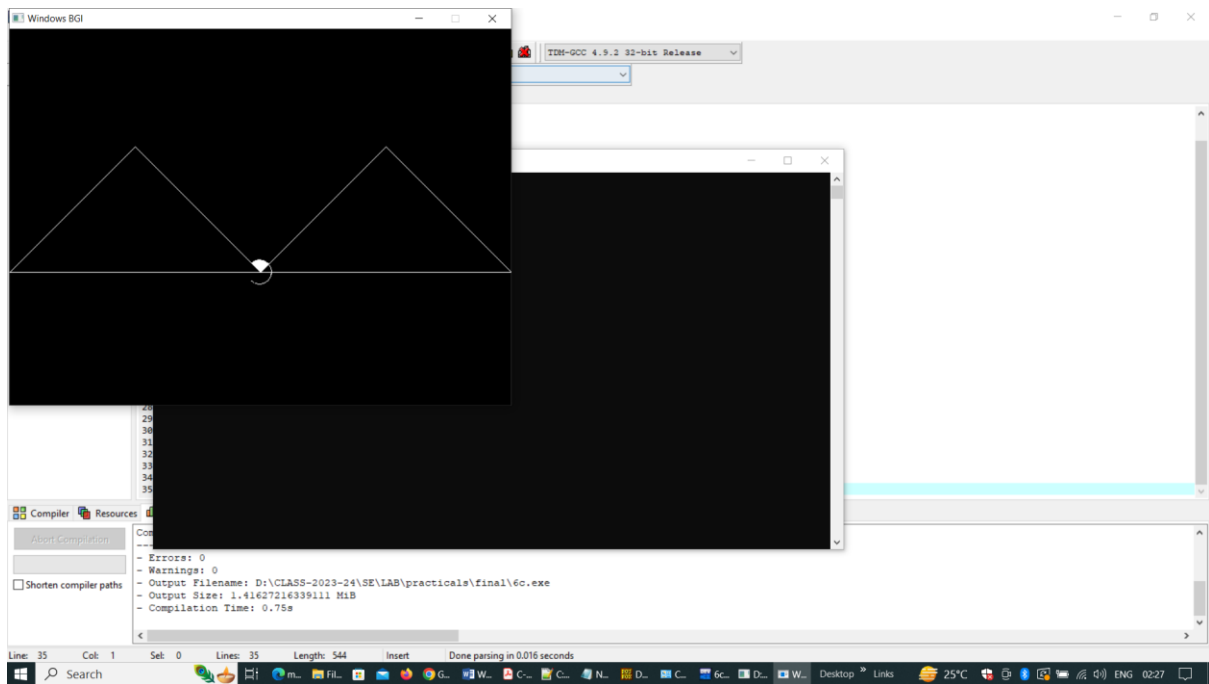 Windows BGI
TDM-GCC 4.9.2 32-bit Release
28
29
30
31
32
33
34
35
Compiler Resources
Abort Compilation
Shorten compiler paths
- Errors: 0
- Warnings: 0
- Output Filename: D:\CLASS-2023-24\SE\LAB\practicals\final\6c.exe
- Output Size: 1.41627216339111 MiB
- Compilation Time: 0.75s
Line: 35 Col: 1 Sel: 0 Lines: 35 Length: 544 Insert Done parsing in 0.016 seconds
Search m... Fil... G... W... C-... C... N... D... C... 6c... D... W... Desktop » Links 25°C ENG 02:27